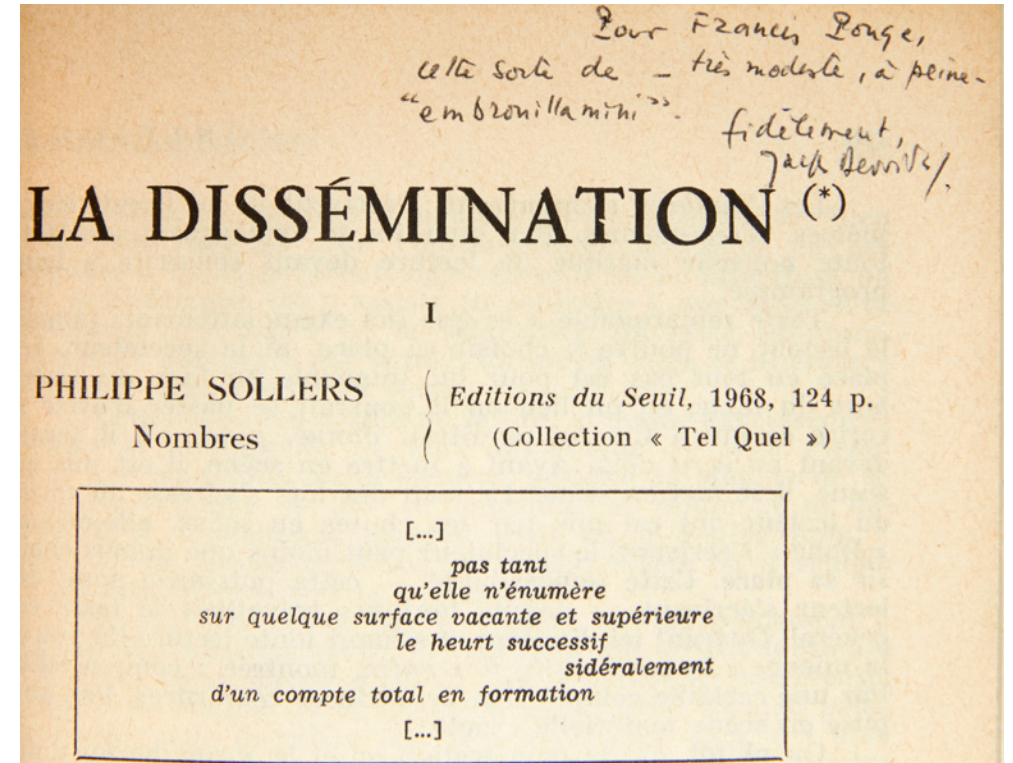 Pour Francis Ponge,
cette sorte de – très modeste, à peine –
“embrouillamini”.
fidèlement,
Jacques Derrida
LA DISSÉMINATION (*)
I
PHILIPPE SOLLERS
Nombres
Editions du Seuil, 1968, 124 p.
(Collection « Tel Quel »)
[...]
pas tant
qu'elle n'énumère
sur quelque surface vacante et supérieure
le heurt successif
sidéralement
d'un compte total en formation
[...]